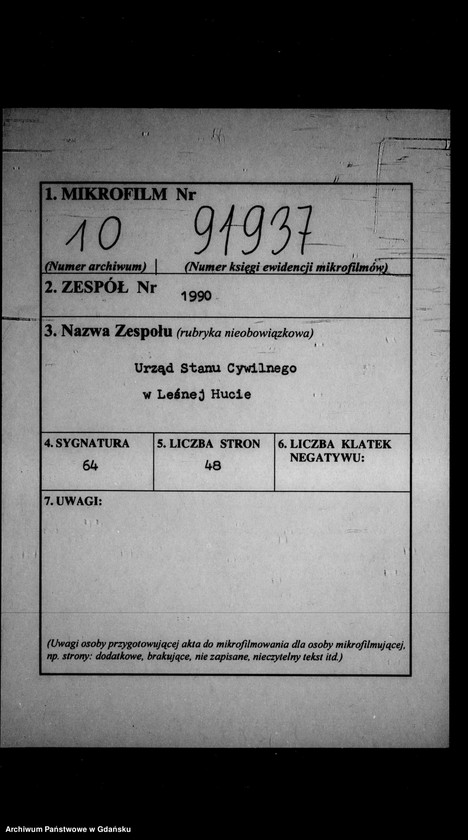 1. MIKROFILM Nr
10 91937
(Numer archiwum) (Numer księgi ewidencji mikrofilmów)
2. ZESPÓŁ Nr 1990
3. Nazwa Zespołu (rubryka nieobowiązkowa)
Urząd Stanu Cywilnego
w Leśnej Hucie
4. SYGNATURA
64
5. LICZBA STRON
48
6. LICZBA KLATEK
NEGATYWU:
7. UWAGI:
(Uwagi osoby przygotowującej akta do mikrofilmowania dla osoby mikrofilmującej,
np. strony: dodatkowe, brakujące, nie zapisane, nieczytelny tekst itd.)
Archiwum Państwowe w Gdańsku